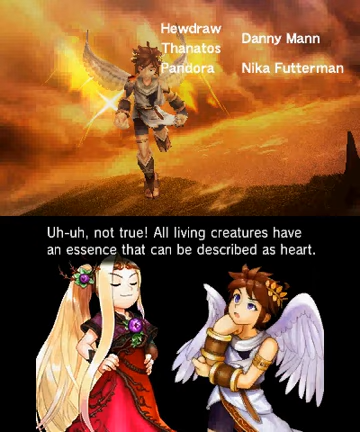 Hewdraw
Thanatos
Danny Mann
Pandora
Nika Futterman
Uh-uh, not true! All living creatures have
an essence that can be described as heart.